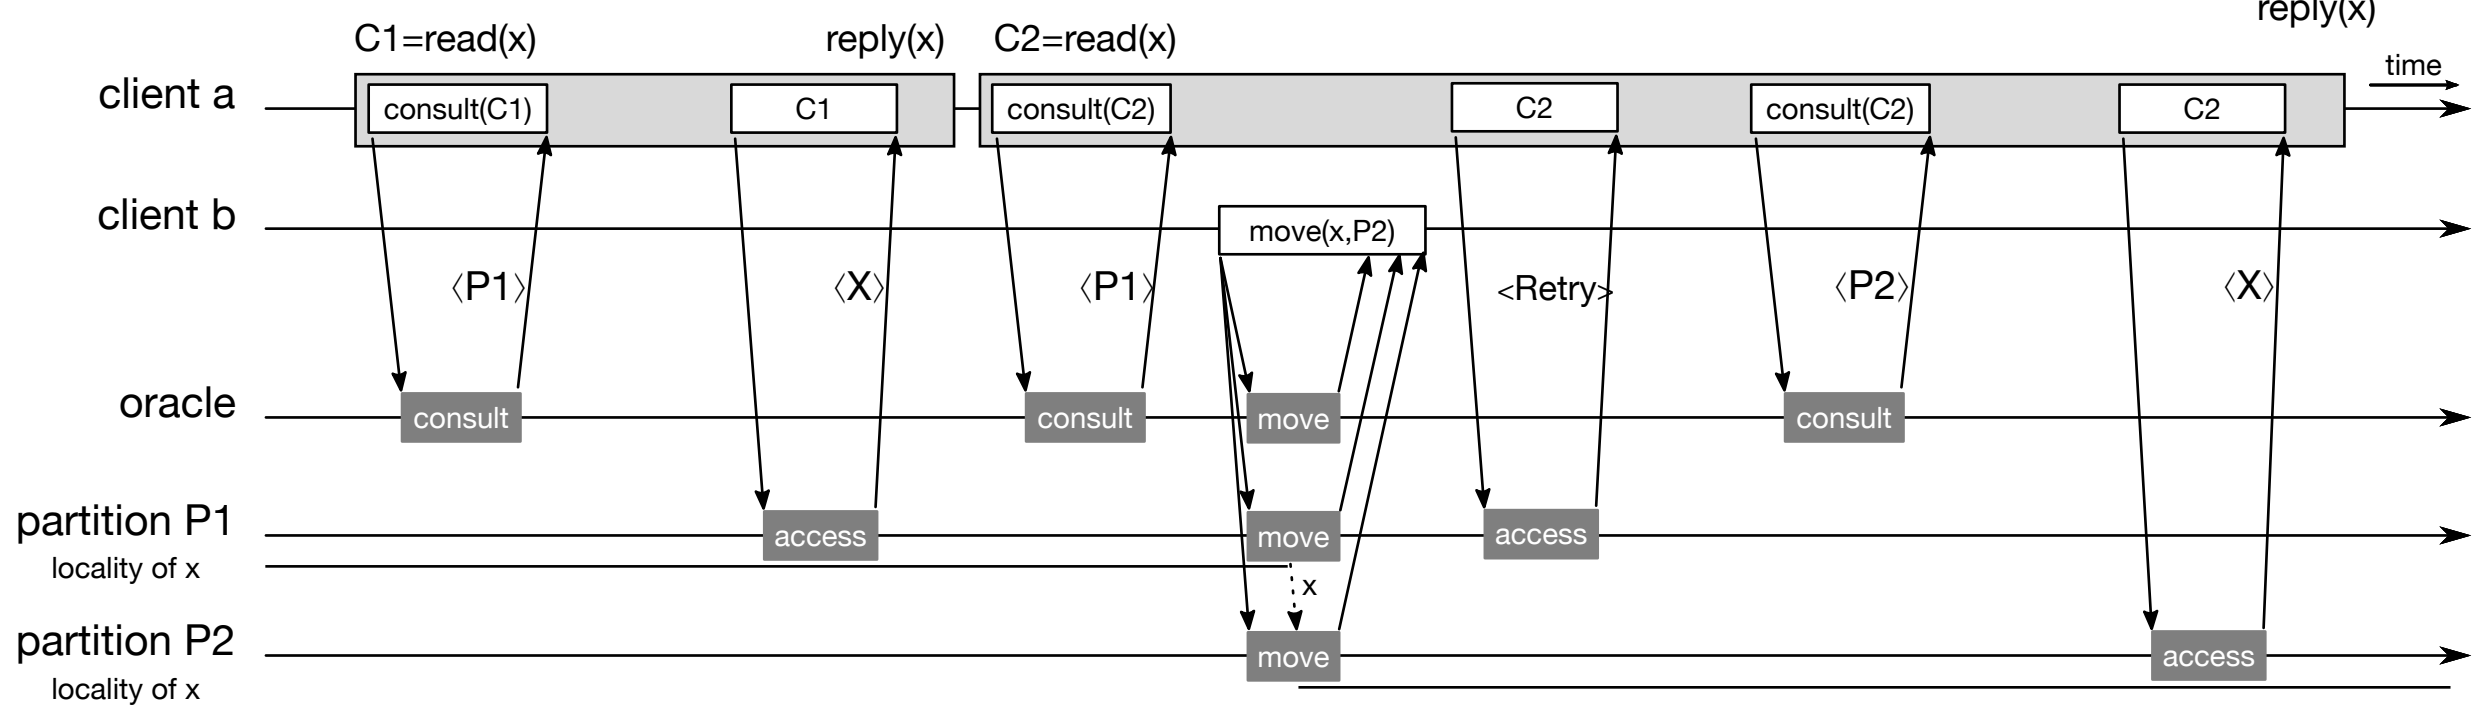 reply(x)
C1=read(x) reply(x) C2=read(x)
time
client a consult(C1) C1 consult(C2) C2 consult(C2) C2
client b move(x,P2)
⟨P1⟩ ⟨X⟩ ⟨P1⟩ <Retry> ⟨P2⟩ ⟨X⟩
oracle consult consult move consult
partition P1 access move access
locality of x x
partition P2 move access
locality of x